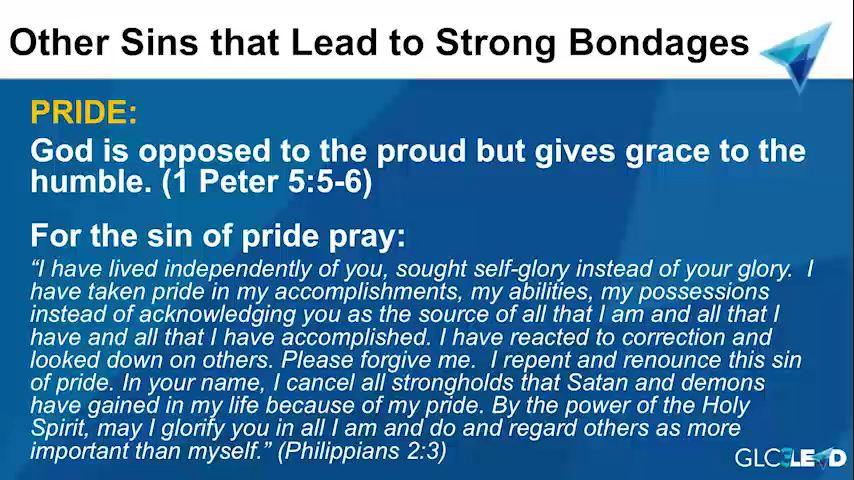 Other Sins that Lead to Strong Bondages
PRIDE:
God is opposed to the proud but gives grace to the
humble. (1 Peter 5:5-6)
For the sin of pride pray:
“I have lived independently of you, sought self-glory instead of your glory.  I
have taken pride in my accomplishments, my abilities, my possessions
instead of acknowledging you as the source of all that I am and all that I
have and all that I have accomplished. I have reacted to correction and
looked down on others. Please forgive me.  I repent and renounce this sin
of pride. In your name, I cancel all strongholds that Satan and demons
have gained in my life because of my pride. By the power of the Holy
Spirit, may I glorify you in all I am and do and regard others as more
important than myself.” (Philippians 2:3)